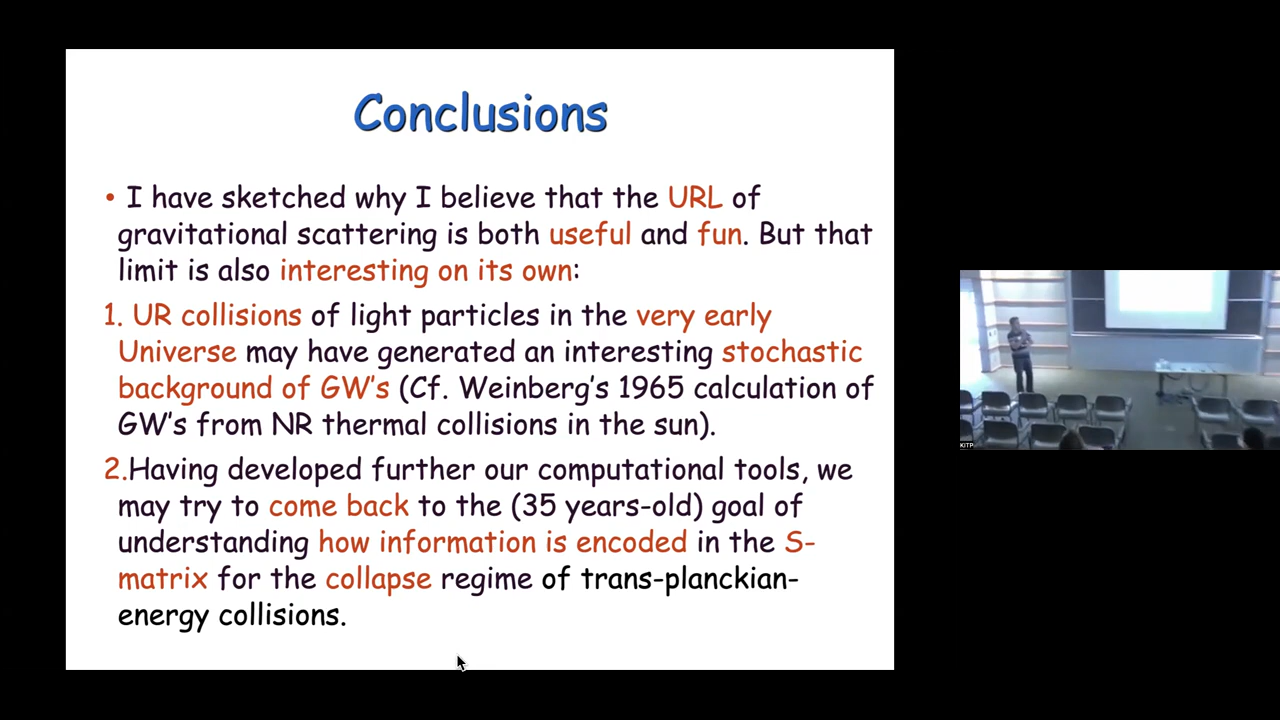 Conclusions
• I have sketched why I believe that the URL of
gravitational scattering is both useful and fun. But that
limit is also interesting on its own:
1. UR collisions of light particles in the very early
Universe may have generated an interesting stochastic
background of GW's (Cf. Weinberg's 1965 calculation of
GW's from NR thermal collisions in the sun).
2.Having developed further our computational tools, we
may try to come back to the (35 years-old) goal of
understanding how information is encoded in the S-
matrix for the collapse regime of trans-planckian-
energy collisions.
KITP